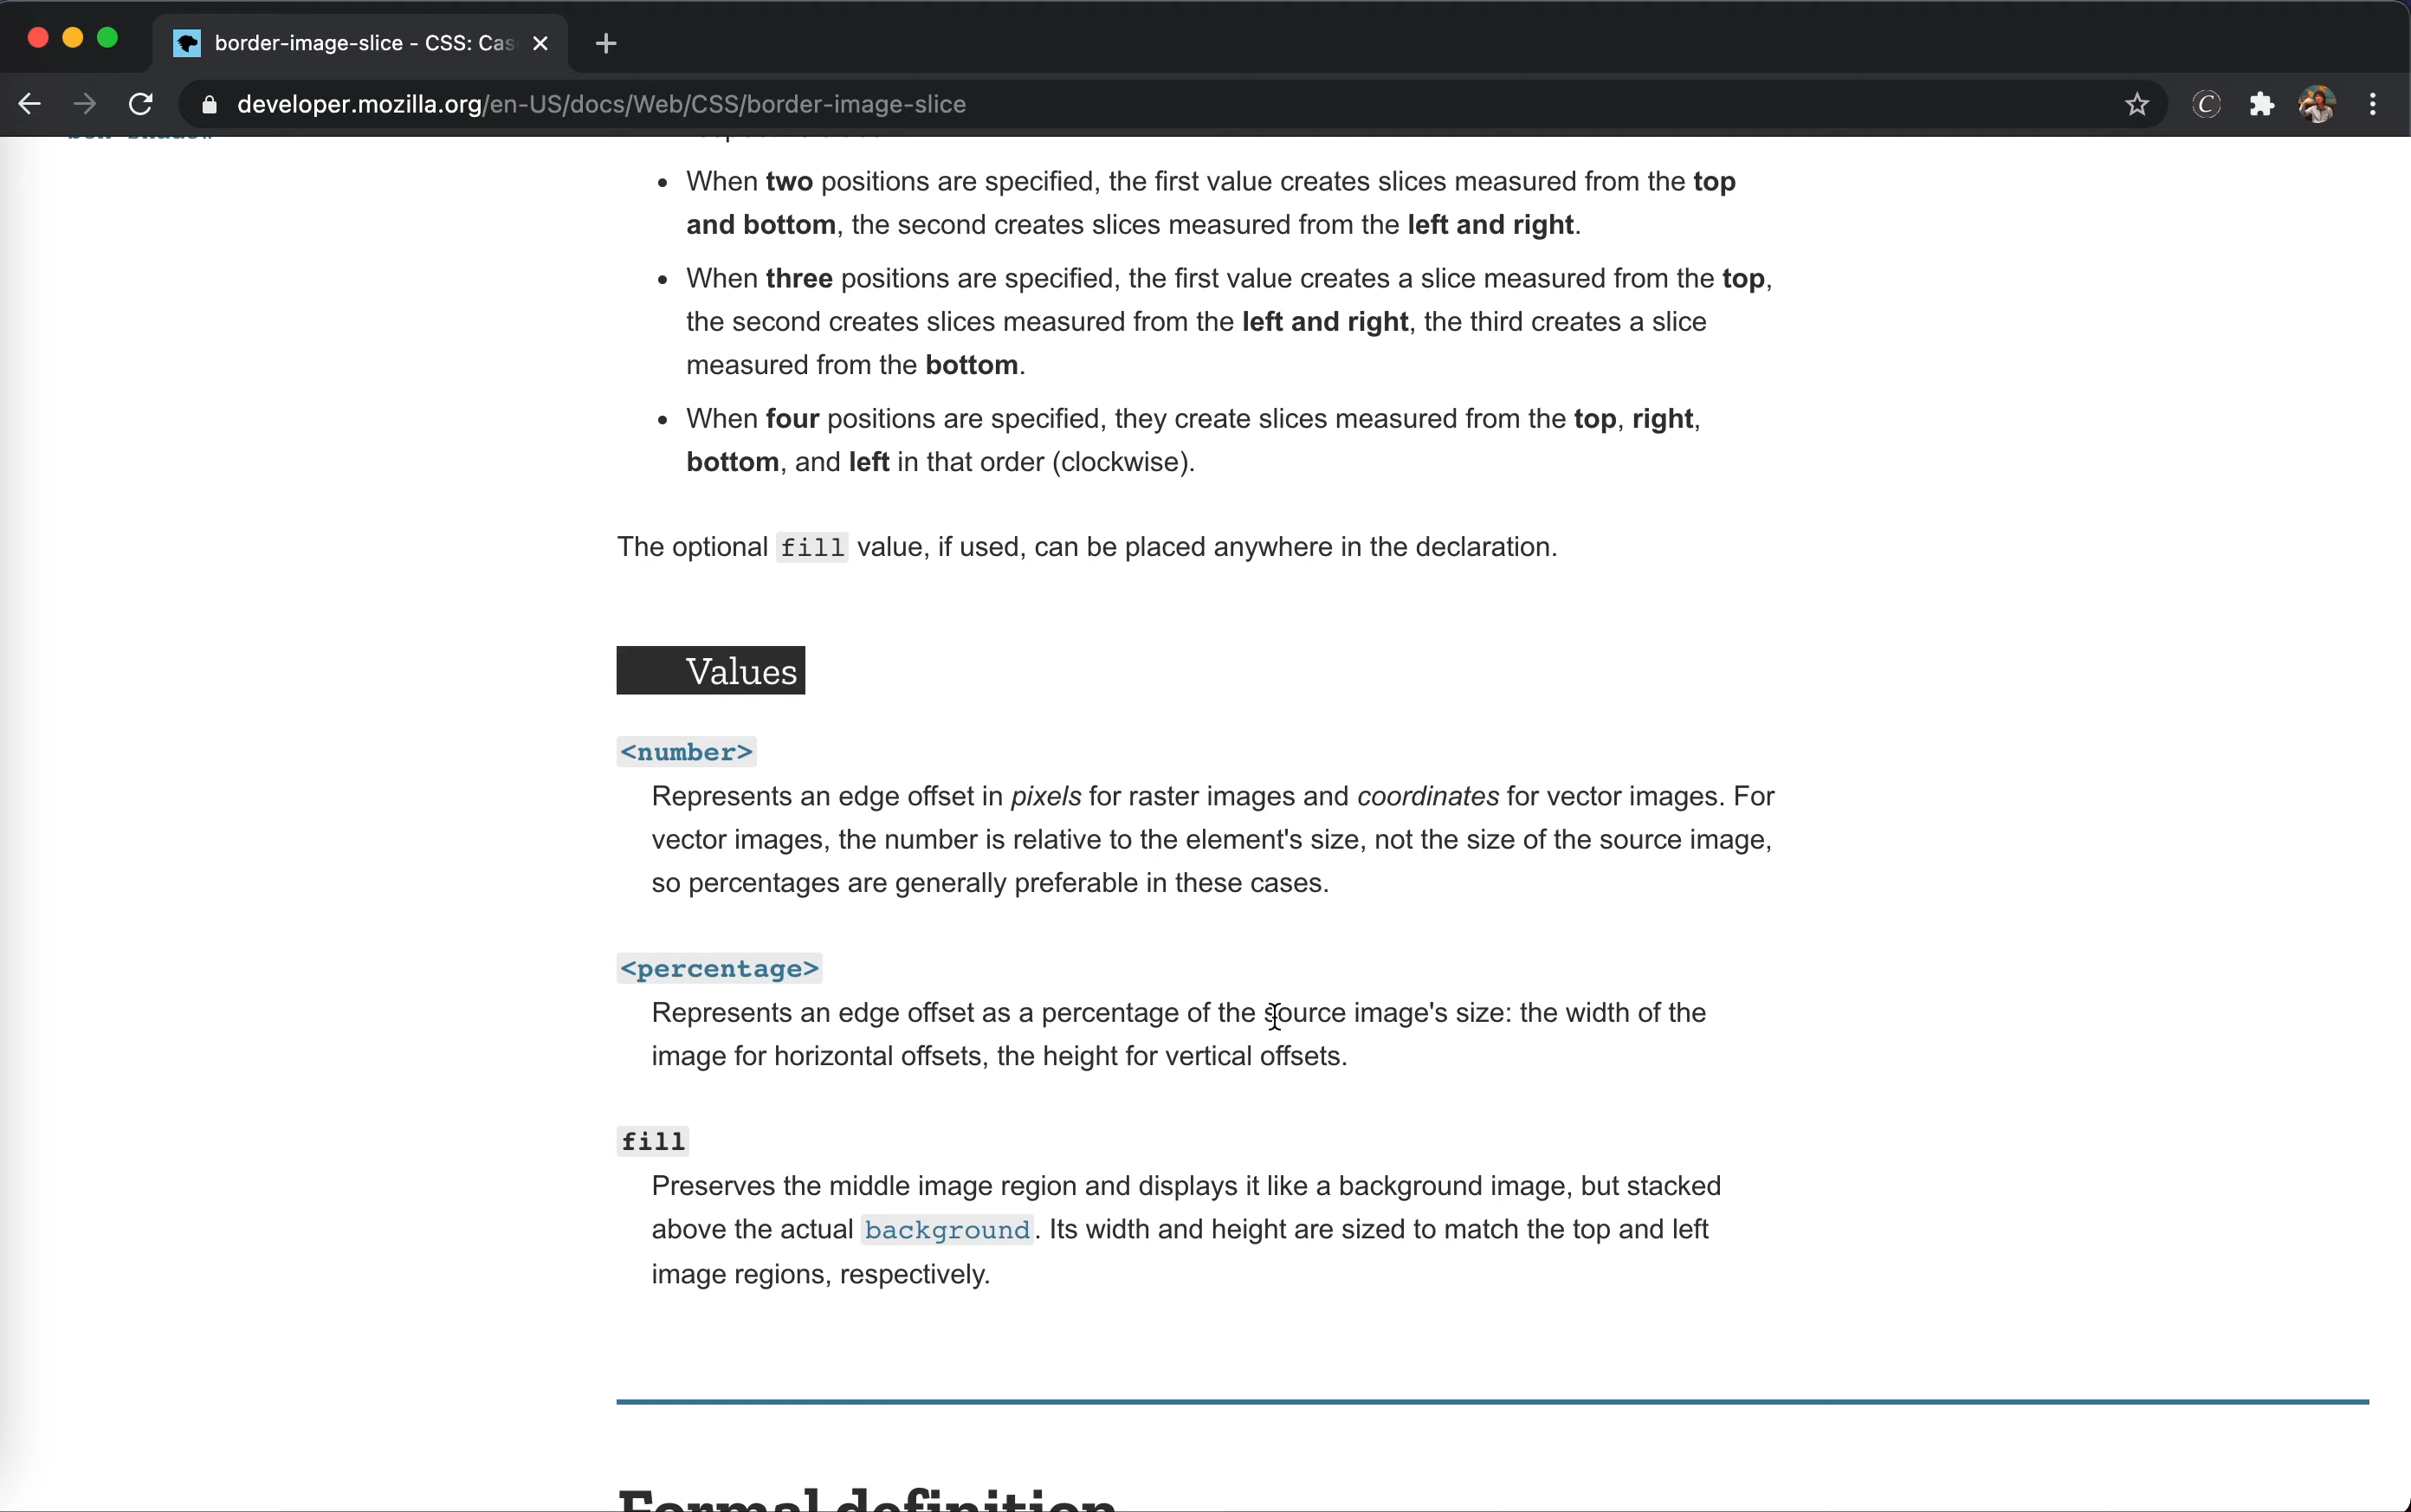 border-image-slice - CSS: Cas
developer.mozilla.org/en-US/docs/Web/CSS/border-image-slice
• When two positions are specified, the first value creates slices measured from the top
and bottom, the second creates slices measured from the left and right.
• When three positions are specified, the first value creates a slice measured from the top,
the second creates slices measured from the left and right, the third creates a slice
measured from the bottom.
• When four positions are specified, they create slices measured from the top, right,
bottom, and left in that order (clockwise).
The optional fill value, if used, can be placed anywhere in the declaration.
Values
<number>
Represents an edge offset in pixels for raster images and coordinates for vector images. For
vector images, the number is relative to the element's size, not the size of the source image,
so percentages are generally preferable in these cases.
<percentage>
Represents an edge offset as a percentage of the source image's size: the width of the
image for horizontal offsets, the height for vertical offsets.
fill
Preserves the middle image region and displays it like a background image, but stacked
above the actual background. Its width and height are sized to match the top and left
image regions, respectively.
Formal definition